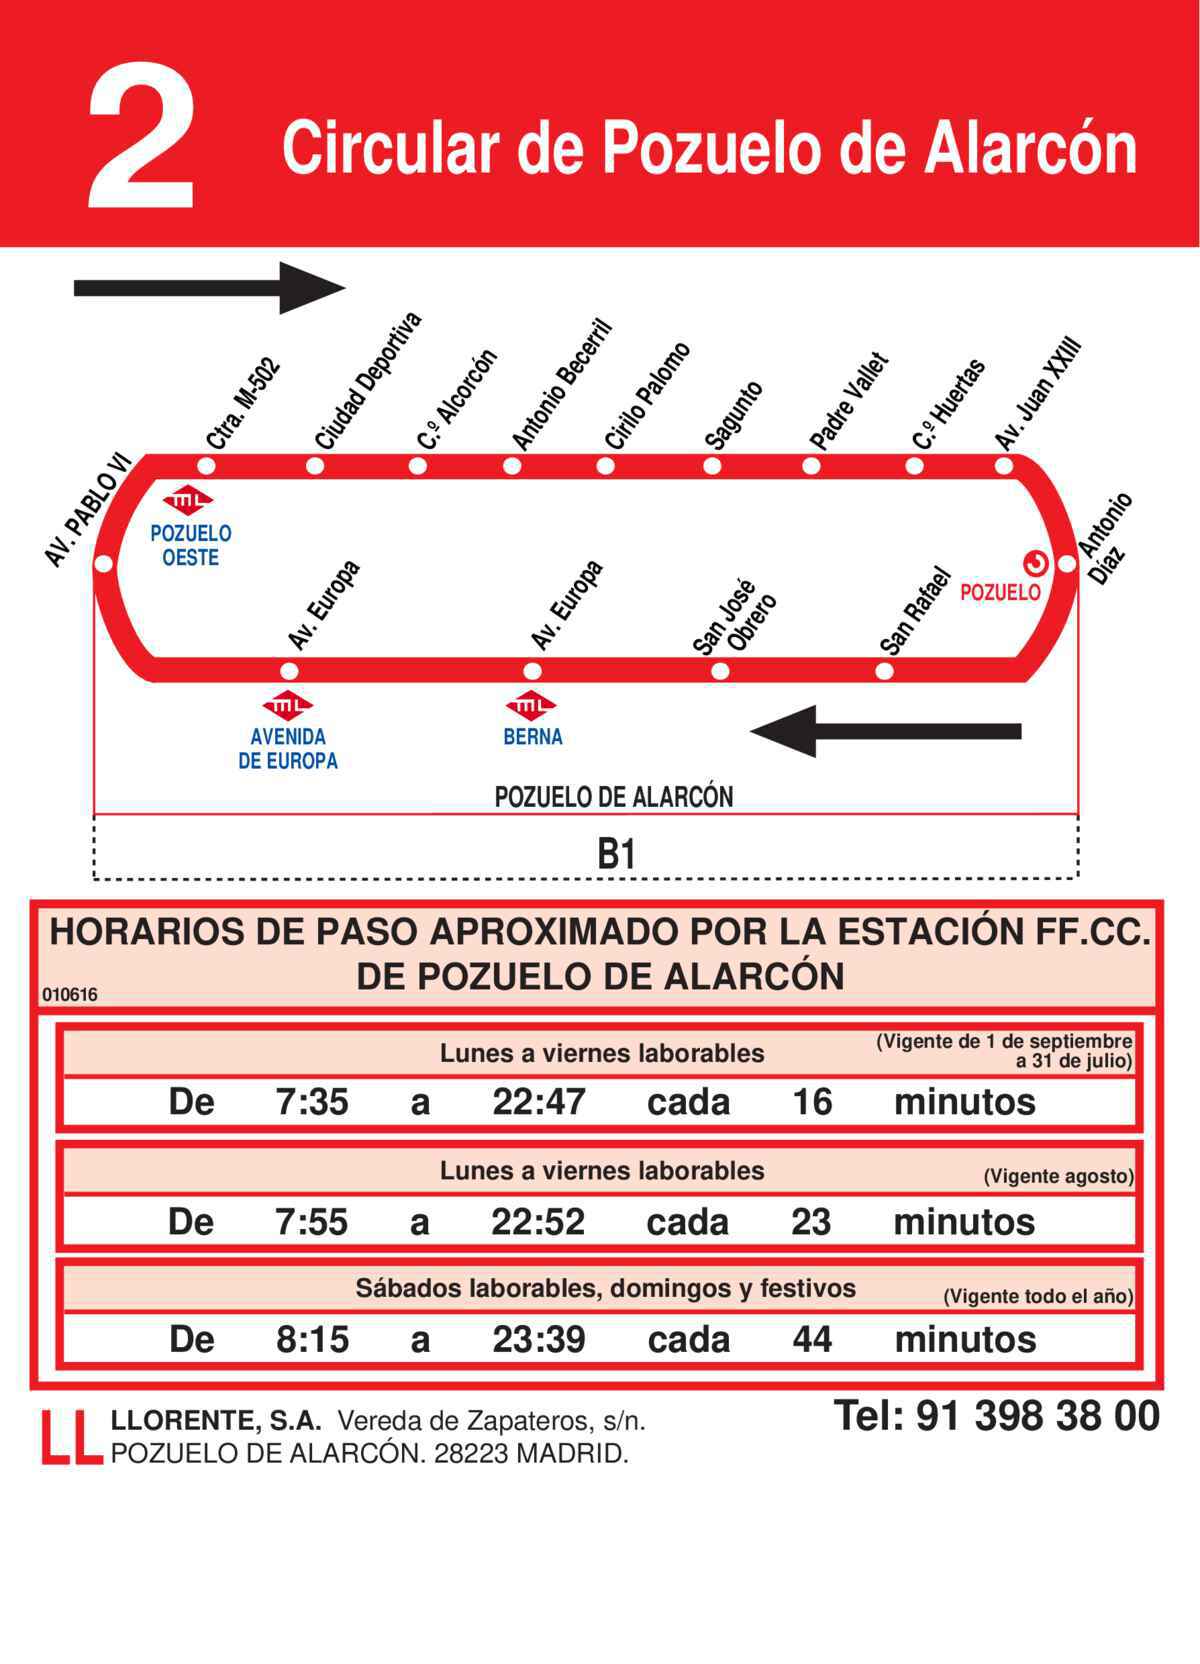 2
Circular de Pozuelo de Alarcón
Ctra. M-502
Ciudad Deportiva
C.º Alcorcón
Antonio Becerril
Cirilo Palomo
Sagunto
Padre Vallet
C.º Huertas
Av. Juan XXIII
AV. PABLO VI
ML
POZUELO
OESTE
Antonio
Díaz
POZUELO
Av. Europa
Av. Europa
San José
Obrero
San Rafael
ML
AVENIDA
DE EUROPA
ML
BERNA
POZUELO DE ALARCÓN
B1
HORARIOS DE PASO APROXIMADO POR LA ESTACIÓN FF.CC.
DE POZUELO DE ALARCÓN
010616
Lunes a viernes laborables
(Vigente de 1 de septiembre
a 31 de julio)
De 7:35 a 22:47 cada 16 minutos
Lunes a viernes laborables (Vigente agosto)
De 7:55 a 22:52 cada 23 minutos
Sábados laborables, domingos y festivos (Vigente todo el año)
De 8:15 a 23:39 cada 44 minutos
LL
LLORENTE, S.A. Vereda de Zapateros, s/n.
POZUELO DE ALARCÓN. 28223 MADRID.
Tel: 91 398 38 00